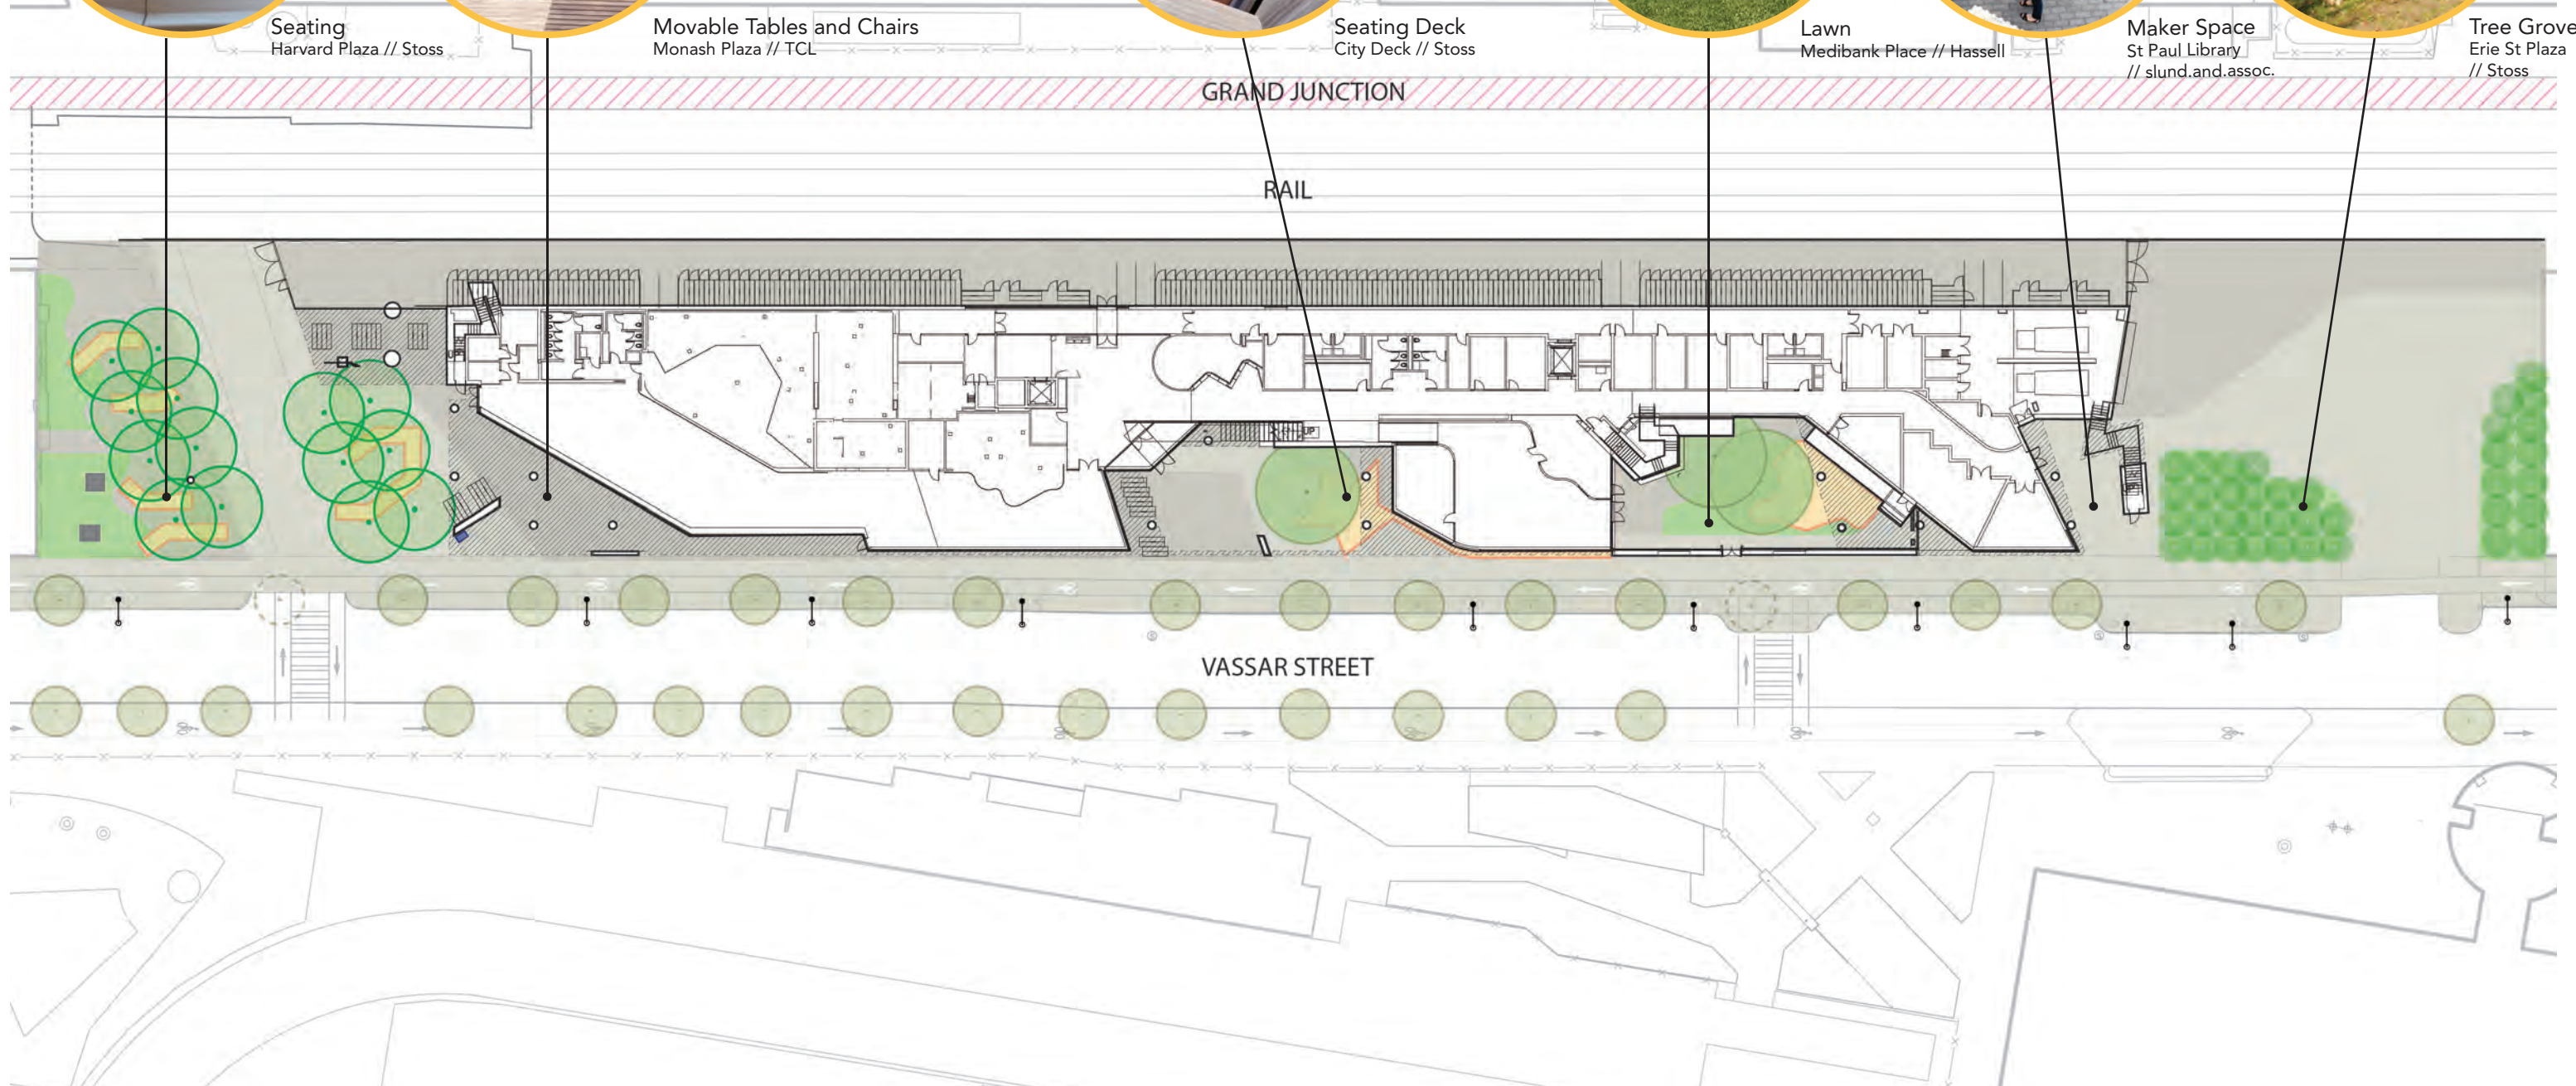 Seating
Harvard Plaza // Stoss
Movable Tables and Chairs
Monash Plaza // TCL
Seating Deck
City Deck // Stoss
Lawn
Medibank Place // Hassell
Maker Space
St Paul Library
// slund.and.assoc.
Tree Grove
Erie St Plaza
// Stoss
GRAND JUNCTION
RAIL
UP
UP
VASSAR STREET